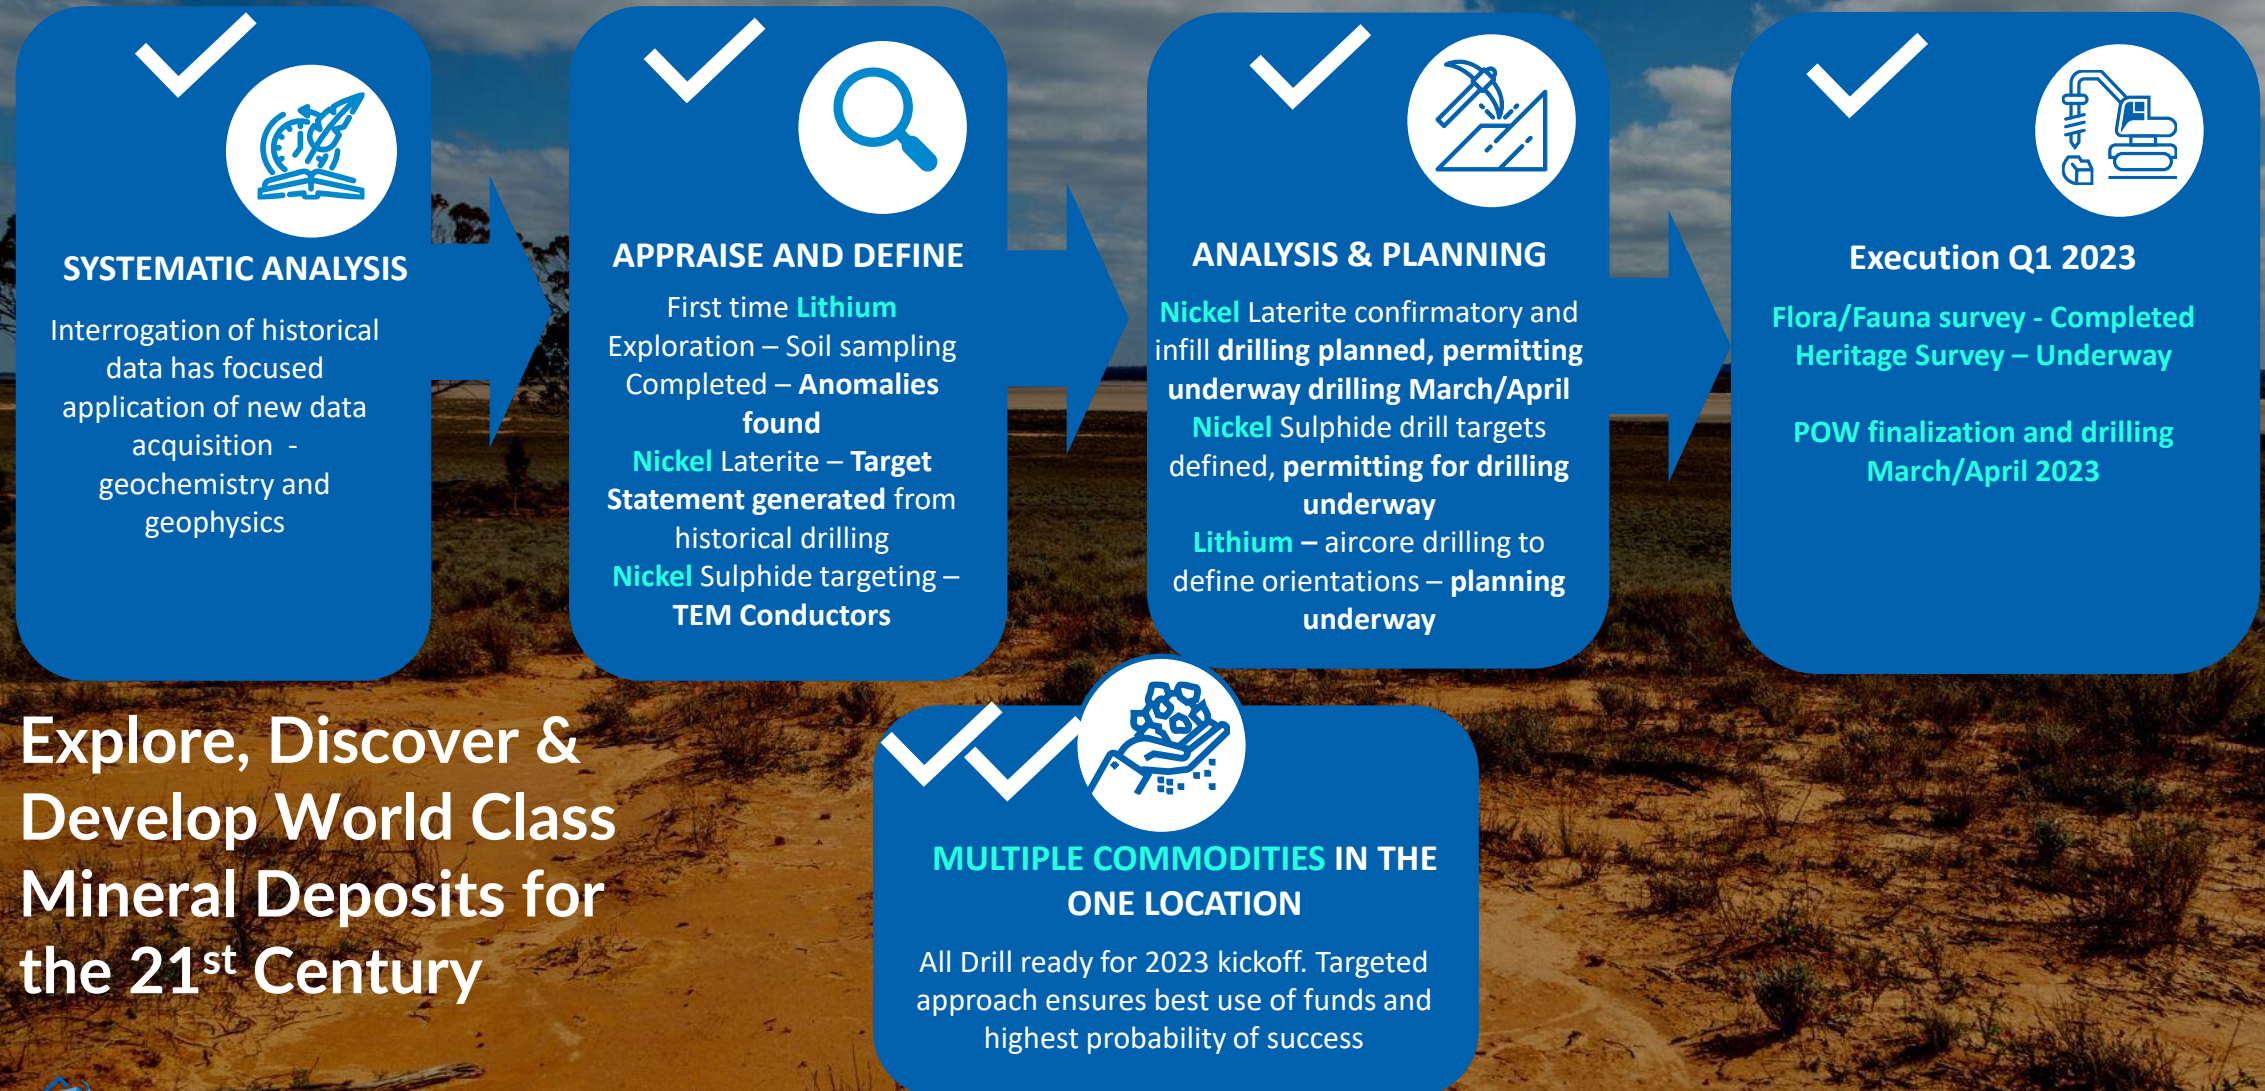 SYSTEMATIC ANALYSIS
Interrogation of historical
data has focused
application of new data
acquisition -
geochemistry and
geophysics
APPRAISE AND DEFINE
First time Lithium
Exploration – Soil sampling
Completed – Anomalies
found
Nickel Laterite – Target
Statement generated from
historical drilling
Nickel Sulphide targeting –
TEM Conductors
ANALYSIS & PLANNING
Nickel Laterite confirmatory and
infill drilling planned, permitting
underway drilling March/April
Nickel Sulphide drill targets
defined, permitting for drilling
underway
Lithium – aircore drilling to
define orientations – planning
underway
Execution Q1 2023
Flora/Fauna survey - Completed
Heritage Survey – Underway
POW finalization and drilling
March/April 2023
Explore, Discover &
Develop World Class
Mineral Deposits for
the 21st Century
MULTIPLE COMMODITIES IN THE
ONE LOCATION
All Drill ready for 2023 kickoff. Targeted
approach ensures best use of funds and
highest probability of success